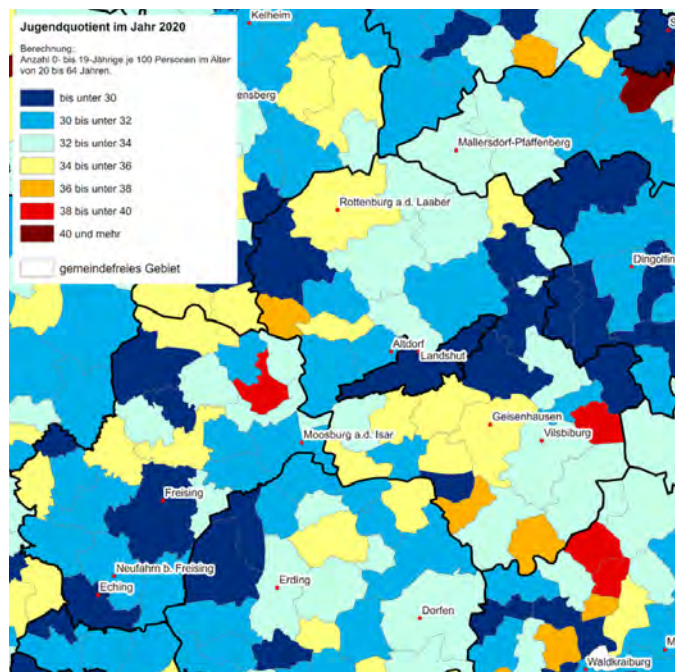 Jugendquotient im Jahr 2020
Berechnung:
Anzahl 0- bis 19-Jährige je 100 Personen im Alter
von 20 bis 64 Jahren.
bis unter 30
30 bis unter 32
32 bis unter 34
34 bis unter 36
36 bis unter 38
38 bis unter 40
40 und mehr
gemeindefreies Gebiet
Kelheim
ensberg
Mallersdorf-Pfaffenberg
Rottenburg a.d. Laaber
Dingolfin
Altdorf
Landshut
Geisenhausen
Vilsbiburg
Moosburg a.d. Isar
Freising
Neufahrn b. Freising
Eching
Erding
Dorfen
Waldkraiburg